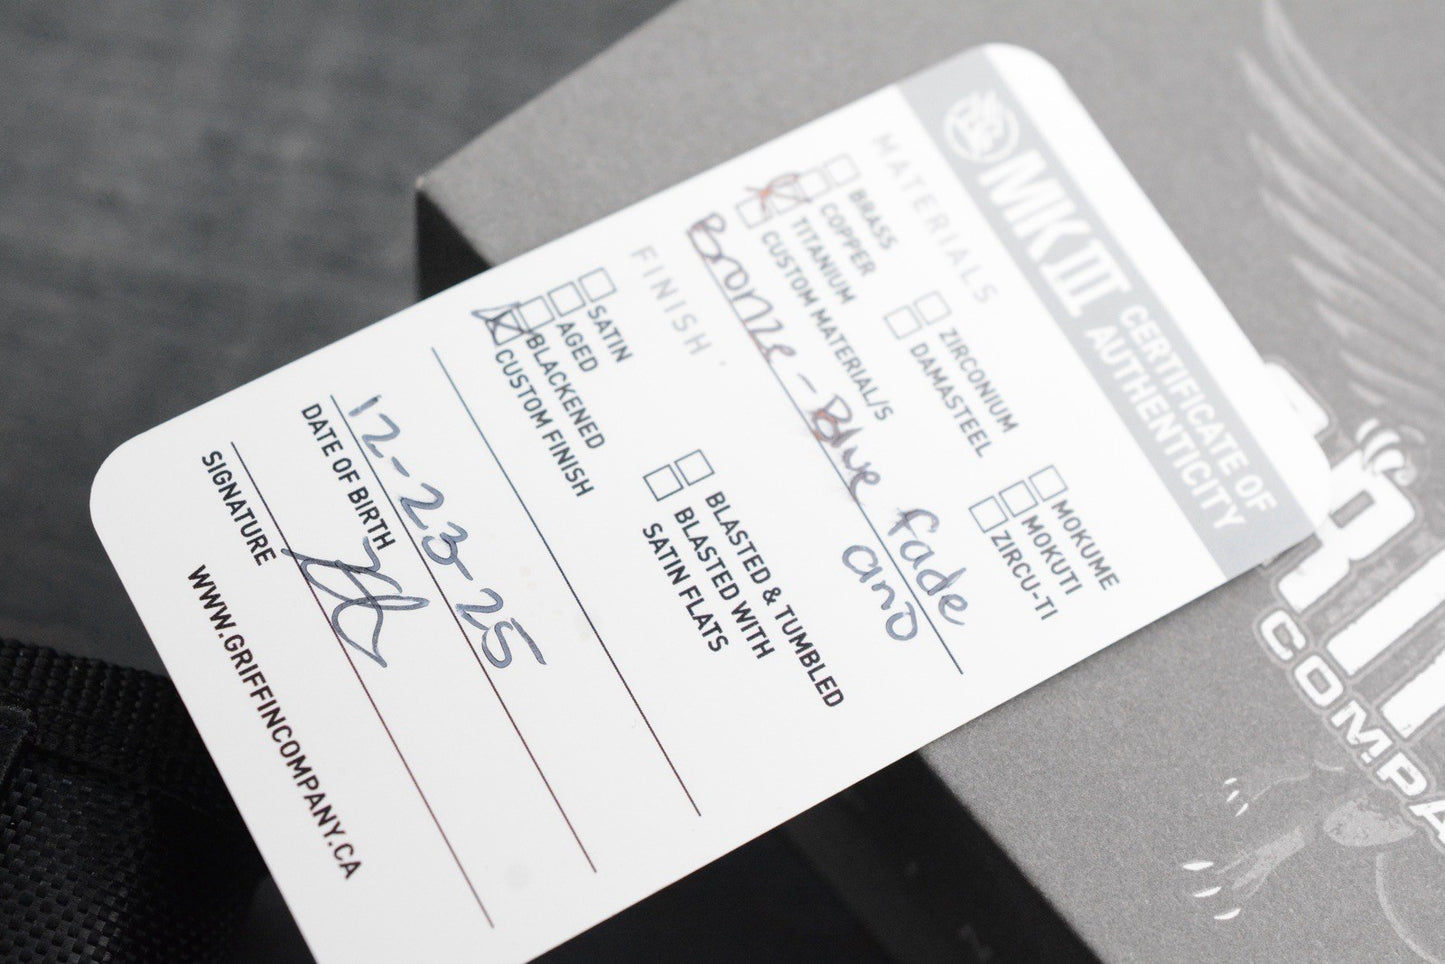 MK III
CERTIFICATE OF
AUTHENTICITY
MATERIALS
BRASS
COPPER
TITANIUM
CUSTOM MATERIAL/S
ZIRCONIUM
DAMASTEEL
MOKUME
MOKUTI
ZIRCU-TI
Bronze - Blue fade
ano
FINISH
SATIN
AGED
BLACKENED
CUSTOM FINISH
BLASTED & TUMBLED
BLASTED WITH
SATIN FLATS
12-23-25
DATE OF BIRTH
SIGNATURE
WWW.GRIFFINCOMPANY.CA